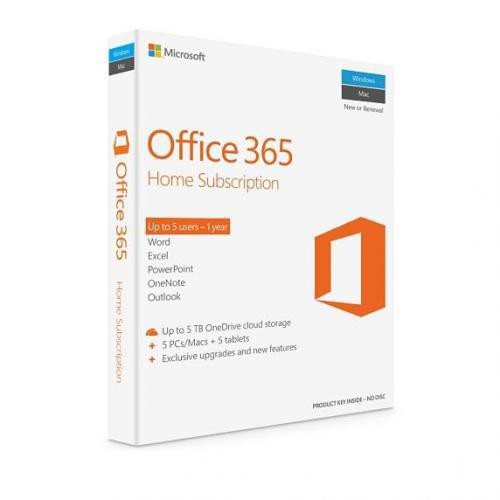 Microsoft
Windows
Mac
New or Renewal
Office 365
Home Subscription
Up to 5 users – 1 year
Word
Excel
PowerPoint
OneNote
Outlook
Up to 5 TB OneDrive cloud storage
+ 5 PCs/Macs + 5 tablets
+ Exclusive upgrades and new features
PRODUCT KEY INSIDE – NO DISC
Windows
Mac
Office 365
Home Subscription